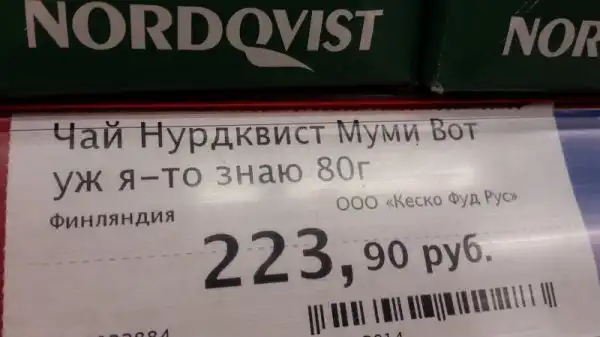 NORDQVIST
NOR
Чай Нурдквист Муми Вот
уж я-то знаю 80г
Финляндия
ООО «Кеско Фуд Рус»
223,90 руб.